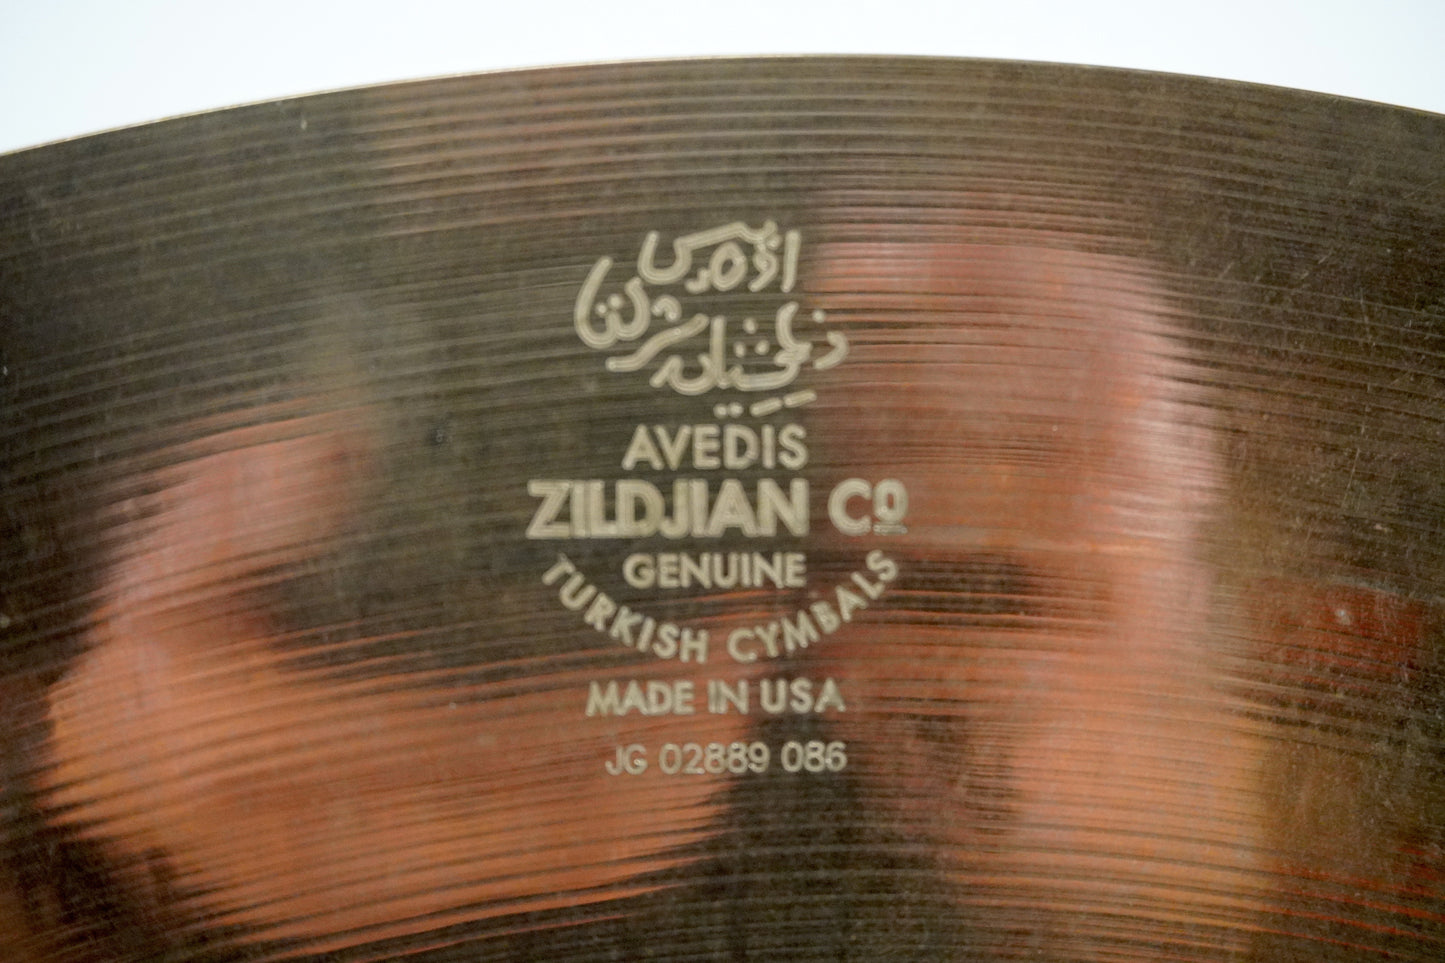 AVEDIS
ZILDJIAN Co
GENUINE
TURKISH CYMBALS
MADE IN USA
JG 02889 086